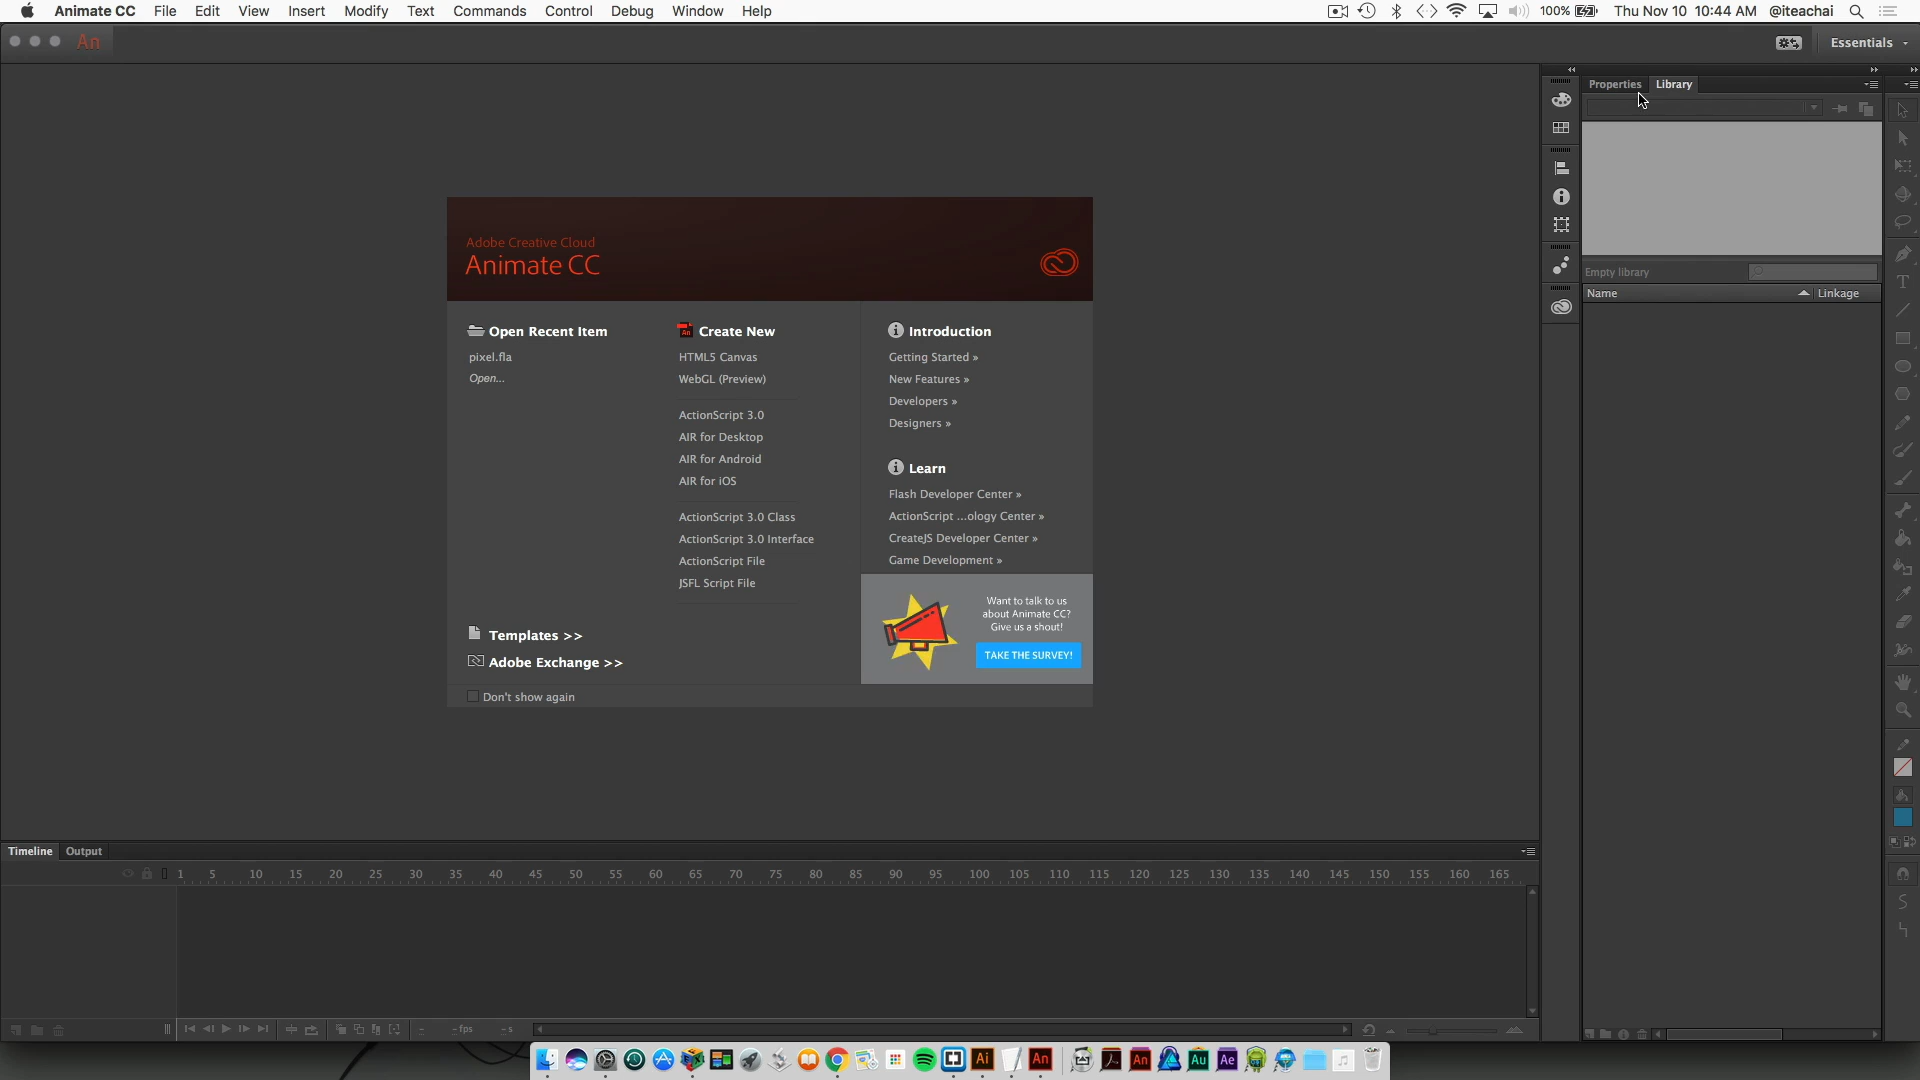 Animate CC File Edit View Insert Modify Text Commands Control Debug Window Help 100% Thu Nov 10 10:44 AM @iteachai
An Essentials
Properties Library
Empty library
Name Linkage
Adobe Creative Cloud
Animate CC
Open Recent Item
pixel.fla
Open...
Templates >>
Adobe Exchange >>
Don't show again
Create New
HTML5 Canvas
WebGL (Preview)
ActionScript 3.0
AIR for Desktop
AIR for Android
AIR for iOS
ActionScript 3.0 Class
ActionScript 3.0 Interface
ActionScript File
JSFL Script File
Introduction
Getting Started »
New Features »
Developers »
Designers »
Learn
Flash Developer Center »
ActionScript ...ology Center »
CreateJS Developer Center »
Game Development »
Want to talk to us
about Animate CC?
Give us a shout!
TAKE THE SURVEY!
Timeline Output
1 5 10 15 20 25 30 35 40 45 50 55 60 65 70 75 80 85 90 95 100 105 110 115 120 125 130 135 140 145 150 155 160 165
- -fps -s
Ai An An Au Ae